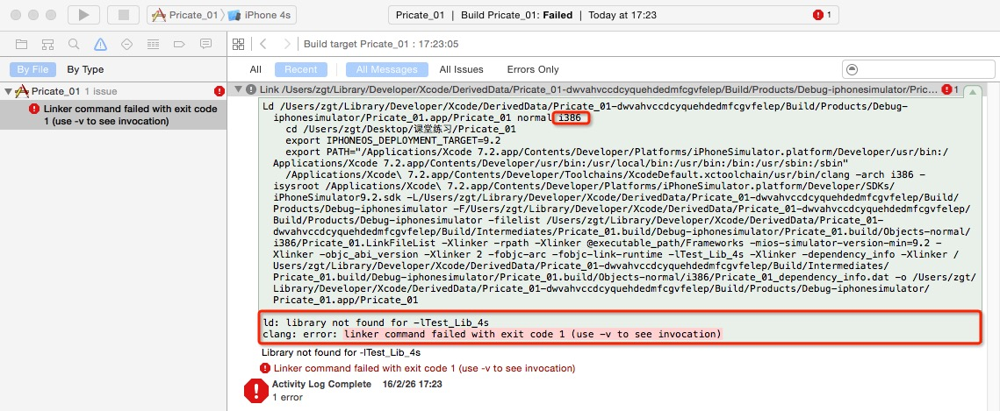 Pricate_01 〉 iPhone 4s
Pricate_01 | Build Pricate_01: Failed | Today at 17:23
1
By File By Type
Build target Pricate_01 : 17:23:05
All Recent All Messages All Issues Errors Only
Pricate_01 1 issue
Linker command failed with exit code
1 (use -v to see invocation)
Link /Users/zgt/Library/Developer/Xcode/DerivedData/Pricate_01-dwvahvccdcyquehdedmfcgvfelep/Build/Products/Debug-iphonesimulator/Pric... 1
Ld /Users/zgt/Library/Developer/Xcode/DerivedData/Pricate_01-dwvahvccdcyquehdedmfcgvfelep/Build/Products/Debug-
iphonesimulator/Pricate_01.app/Pricate_01 normal i386
cd /Users/zgt/Desktop/课堂练习/Pricate_01
export IPHONEOS_DEPLOYMENT_TARGET=9.2
export PATH="/Applications/Xcode 7.2.app/Contents/Developer/Platforms/iPhoneSimulator.platform/Developer/usr/bin:/
Applications/Xcode 7.2.app/Contents/Developer/usr/bin:/usr/local/bin:/usr/bin:/bin:/usr/sbin:/sbin"
/Applications/Xcode\ 7.2.app/Contents/Developer/Toolchains/XcodeDefault.xctoolchain/usr/bin/clang -arch i386 -
isysroot /Applications/Xcode\ 7.2.app/Contents/Developer/Platforms/iPhoneSimulator.platform/Developer/SDKs/
iPhoneSimulator9.2.sdk -L/Users/zgt/Library/Developer/Xcode/DerivedData/Pricate_01-dwvahvccdcyquehdedmfcgvfelep/Build/
Products/Debug-iphonesimulator -F/Users/zgt/Library/Developer/Xcode/DerivedData/Pricate_01-dwvahvccdcyquehdedmfcgvfelep/
Build/Products/Debug-iphonesimulator -filelist /Users/zgt/Library/Developer/Xcode/DerivedData/Pricate_01-
dwvahvccdcyquehdedmfcgvfelep/Build/Intermediates/Pricate_01.build/Debug-iphonesimulator/Pricate_01.build/Objects-normal/
i386/Pricate_01.LinkFileList -Xlinker -rpath -Xlinker @executable_path/Frameworks -mios-simulator-version-min=9.2 -
Xlinker -objc_abi_version -Xlinker 2 -fobjc-arc -fobjc-link-runtime -lTest_Lib_4s -Xlinker -dependency_info -Xlinker /
Users/zgt/Library/Developer/Xcode/DerivedData/Pricate_01-dwvahvccdcyquehdedmfcgvfelep/Build/Intermediates/
Pricate_01.build/Debug-iphonesimulator/Pricate_01.build/Objects-normal/i386/Pricate_01_dependency_info.dat -o /Users/zgt/
Library/Developer/Xcode/DerivedData/Pricate_01-dwvahvccdcyquehdedmfcgvfelep/Build/Products/Debug-iphonesimulator/
Pricate_01.app/Pricate_01
ld: library not found for -lTest_Lib_4s
clang: error: linker command failed with exit code 1 (use -v to see invocation)
Library not found for -lTest_Lib_4s
Linker command failed with exit code 1 (use -v to see invocation)
Activity Log Complete 16/2/26 17:23
1 error